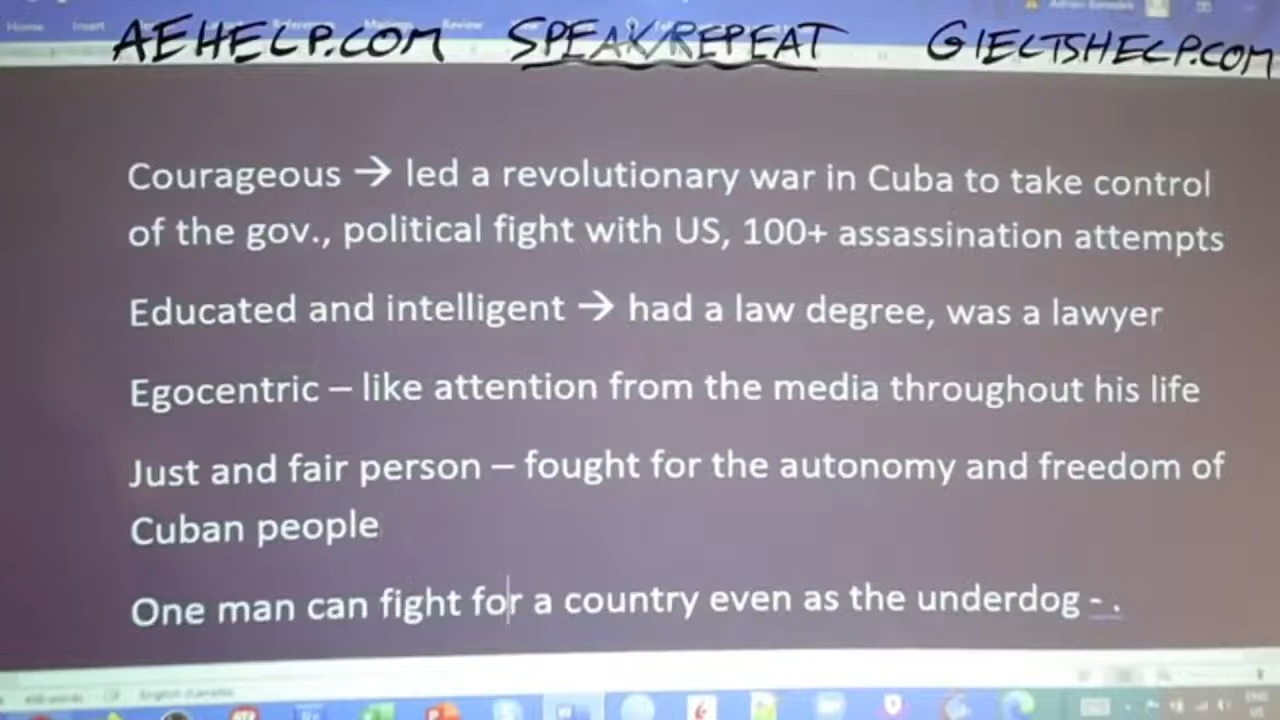 Home Insert Review
AEHELP.COM SPEAK/REPEAT GIELTSHELP.COM
Courageous → led a revolutionary war in Cuba to take control
of the gov., political fight with US, 100+ assassination attempts
Educated and intelligent → had a law degree, was a lawyer
Egocentric – like attention from the media throughout his life
Just and fair person – fought for the autonomy and freedom of
Cuban people
One man can fight for a country even as the underdog - .